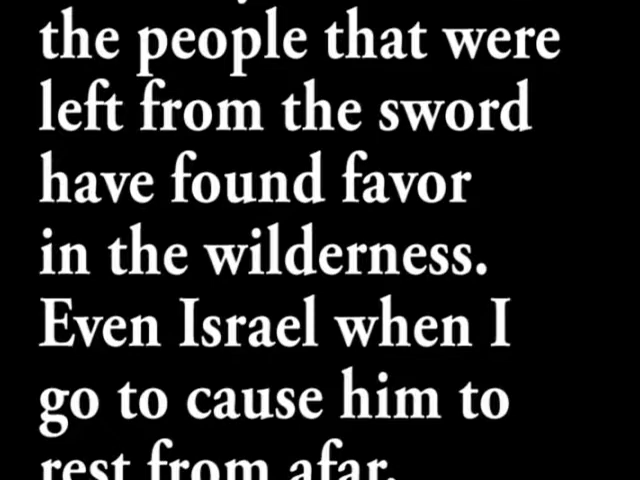 the people that were
left from the sword
have found favor
in the wilderness.
Even Israel when I
go to cause him to
rest from afar.